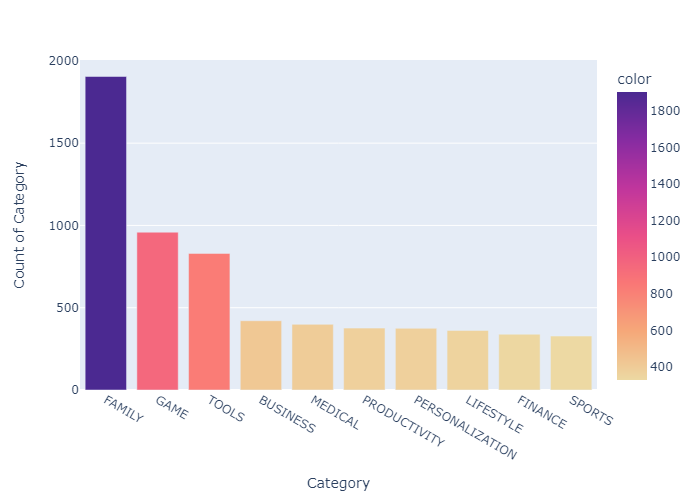 2000
1500
1000
500
0
Count of Category
FAMILY
GAME
TOOLS
BUSINESS
MEDICAL
PRODUCTIVITY
PERSONALIZATION
LIFESTYLE
FINANCE
SPORTS
Category
color
1800
1600
1400
1200
1000
800
600
400